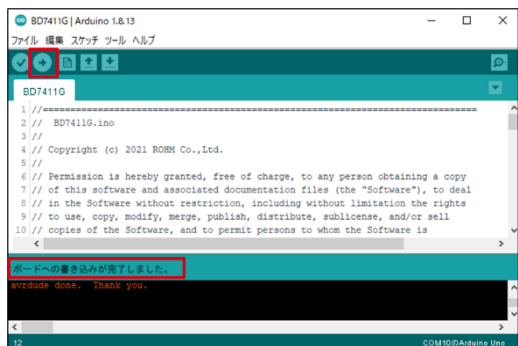 BD7411G | Arduino 1.8.13
ファイル 編集 スケッチ ツール ヘルプ
BD7411G
1 //=======================================================================
2 //  BD7411G.ino
3 //
4 // Copyright (c) 2021 ROHM Co.,Ltd.
5 //
6 // Permission is hereby granted, free of charge, to any person obtaining a copy
7 // of this software and associated documentation files (the "Software"), to deal
8 // in the Software without restriction, including without limitation the rights
9 // to use, copy, modify, merge, publish, distribute, sublicense, and/or sell
10 // copies of the Software, and to permit persons to whom the Software is
ボードへの書き込みが完了しました。
avrdude done.  Thank you.
12 COM10のArduino Uno